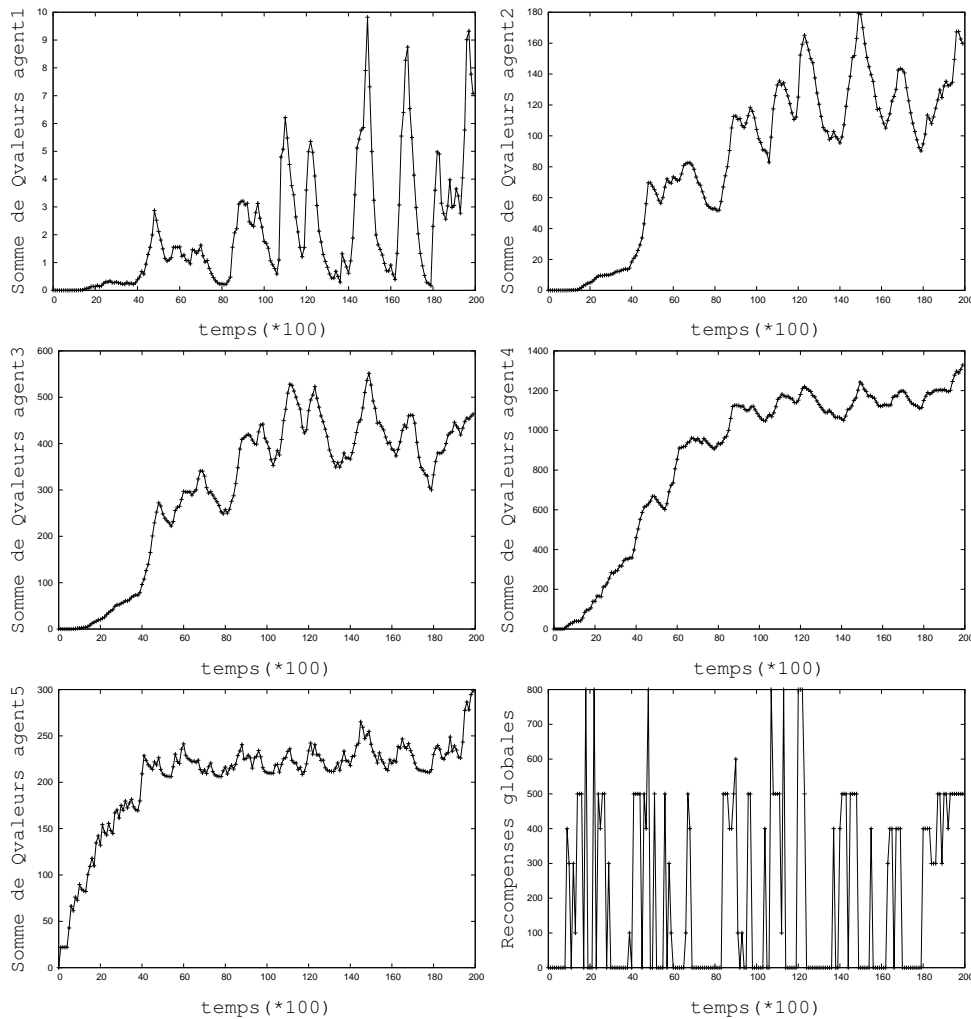 Somme de Qvaleurs agent1
10
9
8
7
6
5
4
3
2
1
0
0 20 40 60 80 100 120 140 160 180 200
temps(*100)
Somme de Qvaleurs agent2
180
160
140
120
100
80
60
40
20
0
0 20 40 60 80 100 120 140 160 180 200
temps(*100)
Somme de Qvaleurs agent3
600
500
400
300
200
100
0
0 20 40 60 80 100 120 140 160 180 200
temps(*100)
Somme de Qvaleurs agent4
1400
1200
1000
800
600
400
200
0
0 20 40 60 80 100 120 140 160 180 200
temps(*100)
Somme de Qvaleurs agent5
300
250
200
150
100
50
0
0 20 40 60 80 100 120 140 160 180 200
temps(*100)
Recompenses globales
800
700
600
500
400
300
200
100
0
0 20 40 60 80 100 120 140 160 180 200
temps(*100)